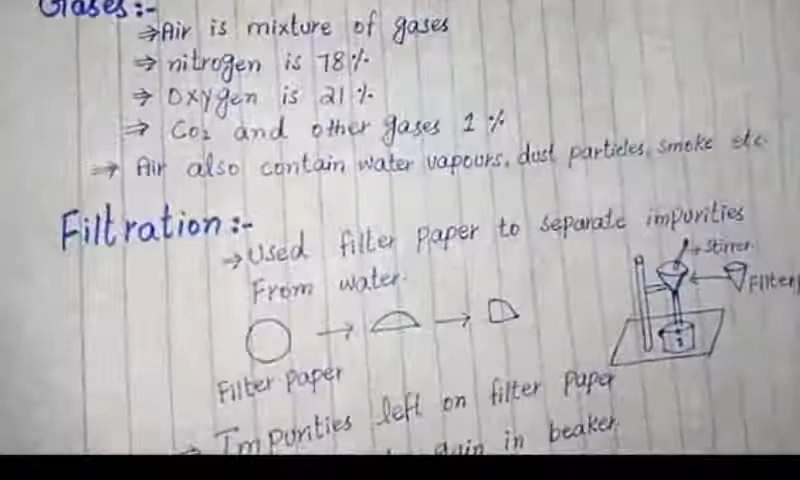 Gases:-
⇒Air is mixture of gases
⇒ nitrogen is 78%
→ Oxygen is 21%
⇒ Co₂ and other gases 1%
⇒ Air also contain water vapours, dust particles, smoke etc.
Filtration:-
→Used filter paper to separate impurities
From water.
Stirrer
Filter
Filter paper
Impurities left on filter paper
in beaker